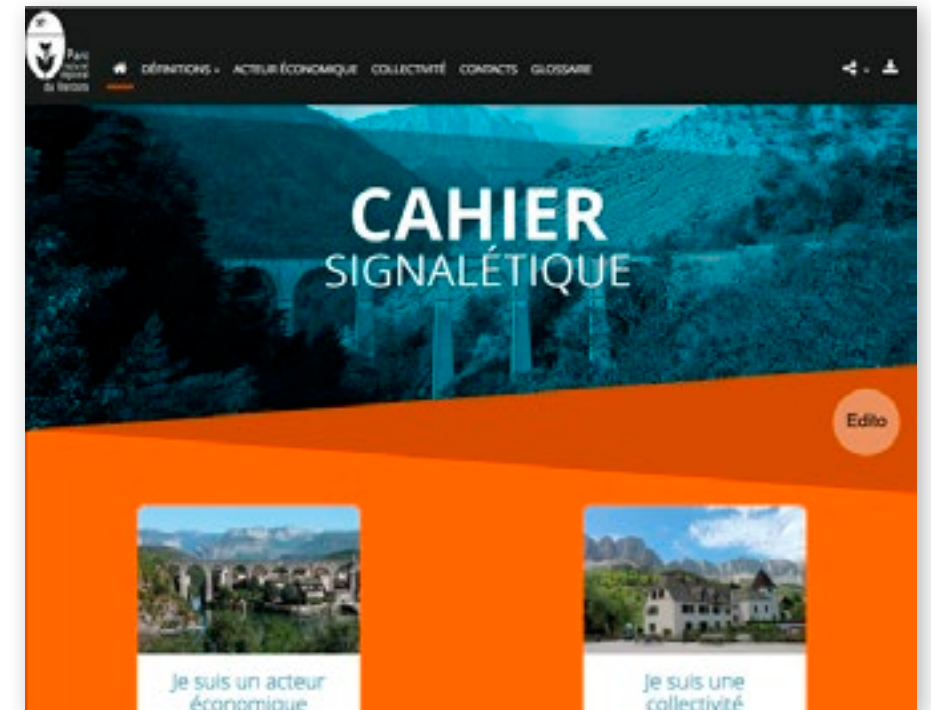 Parc
du Vercors
DÉFINITIONS ACTEUR ÉCONOMIQUE COLLECTIVITÉ CONTACTS GLOSSAIRE
CAHIER
SIGNALÉTIQUE
Edito
Je suis un acteur
économique
Je suis une
collectivité